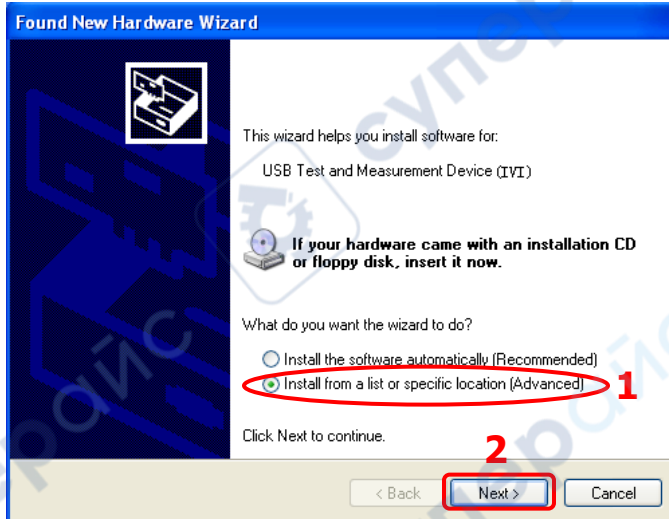 Found New Hardware Wizard
This wizard helps you install software for:
USB Test and Measurement Device (IVI)
If your hardware came with an installation CD
or floppy disk, insert it now.
What do you want the wizard to do?
Install the software automatically (Recommended)
Install from a list or specific location (Advanced)
1
Click Next to continue.
2
< Back
Next >
Cancel